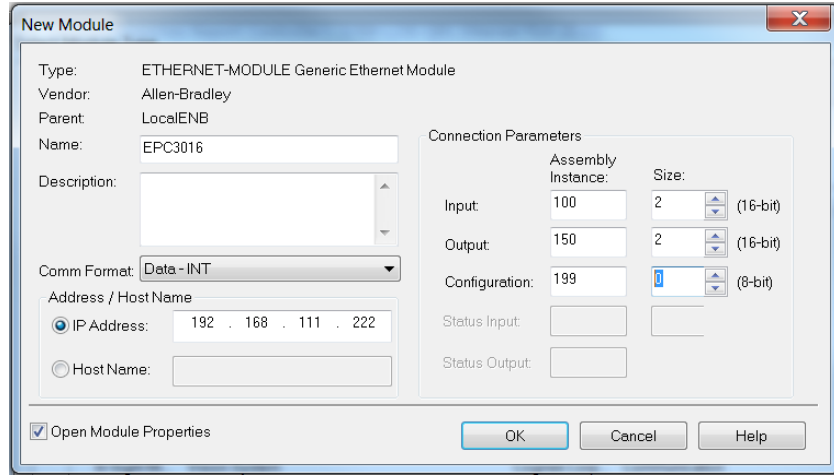 New Module
Type: ETHERNET-MODULE Generic Ethernet Module
Vendor: Allen-Bradley
Parent: LocalENB
Name: EPC3016
Description:
Comm Format: Data - INT
Address / Host Name
IP Address: 192 . 168 . 111 . 222
Host Name:
Connection Parameters
Assembly Instance: Size:
Input: 100 2 (16-bit)
Output: 150 2 (16-bit)
Configuration: 199 0 (8-bit)
Status Input:
Status Output:
Open Module Properties
OK Cancel Help